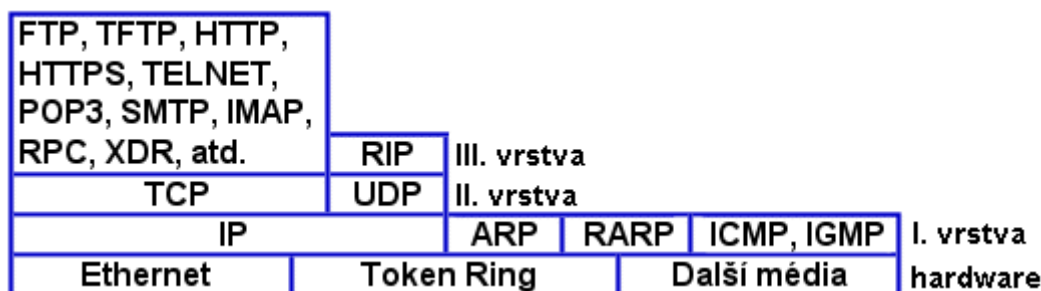 FTP, TFTP, HTTP,
HTTPS, TELNET,
POP3, SMTP, IMAP,
RPC, XDR, atd.
RIP
III. vrstva
TCP
UDP
II. vrstva
IP
ARP
RARP
ICMP, IGMP
I. vrstva
Ethernet
Token Ring
Další média
hardware